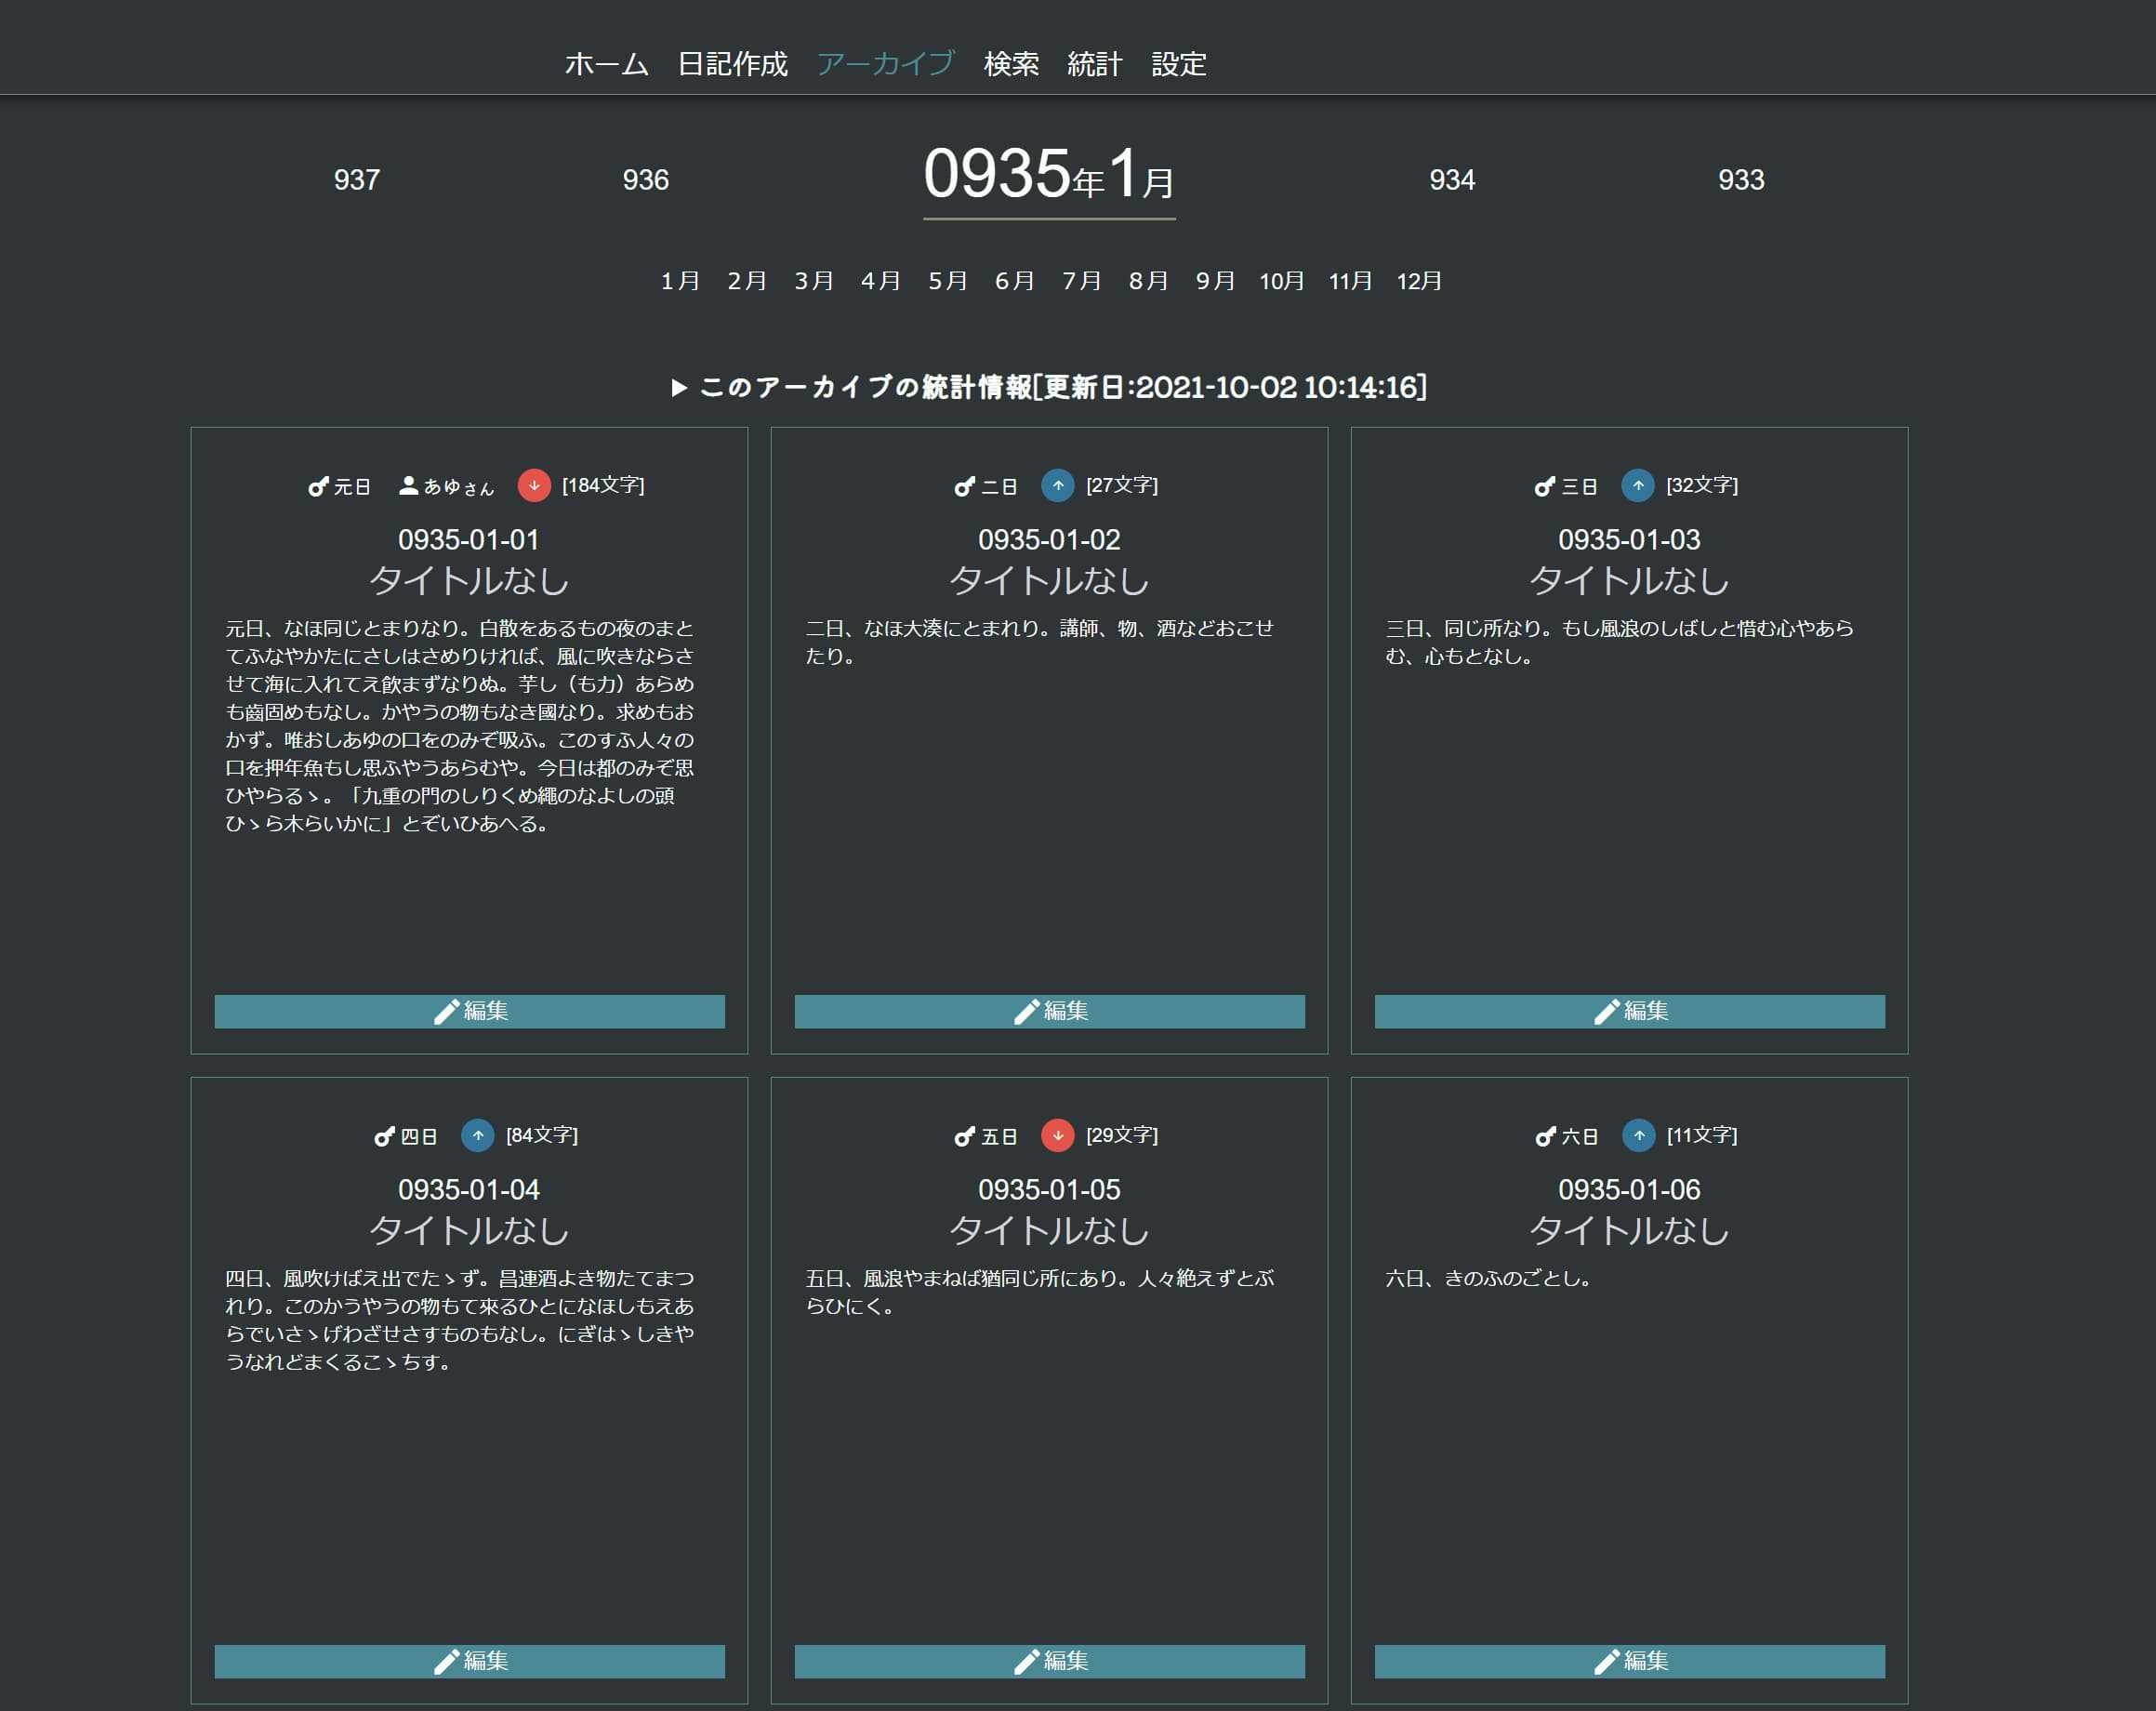 ホーム 日記作成 アーカイブ 検索 統計 設定
937 936 0935年1月 934 933
1月 2月 3月 4月 5月 6月 7月 8月 9月 10月 11月 12月
▶ このアーカイブの統計情報[更新日:2021-10-02 10:14:16]
元日 あゆさん [184文字]
0935-01-01
タイトルなし
元日、なほ同じとまりなり。白散をあるもの夜のまと
てふなやかたにさしはさめりければ、風に吹きならさ
せて海に入れてえ飮まずなりぬ。芋し（も力）あらめ
も齒固めもなし。かやうの物もなき國なり。求めもお
かず。唯おしあゆの口をのみぞ吸ふ。このすふ人々の
口を押年魚もし思ふやうあらむや。今日は都のみぞ思
ひやらるゝ。「九重の門のしりくめ繩のなよしの頭
ひゝら木らいかに」とぞいひあへる。
編集
二日 [27文字]
0935-01-02
タイトルなし
二日、なほ大湊にとまれり。講師、物、酒などおこせ
たり。
編集
三日 [32文字]
0935-01-03
タイトルなし
三日、同じ所なり。もし風浪のしばしと惜む心やあら
む、心もとなし。
編集
四日 [84文字]
0935-01-04
タイトルなし
四日、風吹けばえ出でたゝず。昌連酒よき物たてまつ
れり。このかうやうの物もて來るひとになほしもえあ
らでいさゝげわざせさすものもなし。にぎはゝしきや
うなれどまくるこゝちす。
編集
五日 [29文字]
0935-01-05
タイトルなし
五日、風浪やまねば猶同じ所にあり。人々絶えずとぶ
らひにく。
編集
六日 [11文字]
0935-01-06
タイトルなし
六日、きのふのごとし。
編集